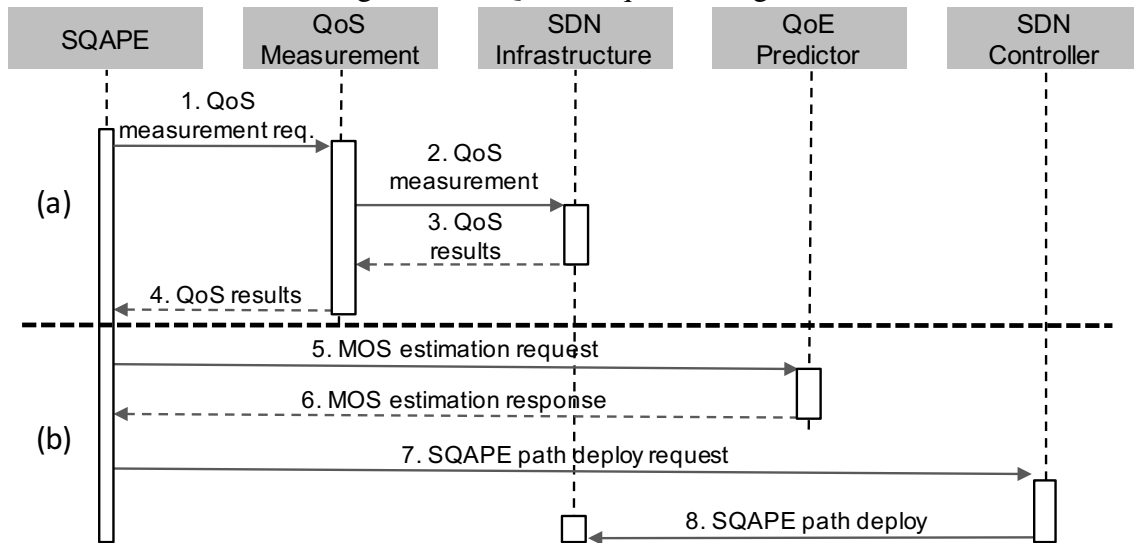 SQAPE
QoS
Measurement
SDN
Infrastructure
QoE
Predictor
SDN
Controller
1. QoS
measurement req.
2. QoS
measurement
(a)
3. QoS
results
4. QoS results
5. MOS estimation request
6. MOS estimation response
(b)
7. SQAPE path deploy request
8. SQAPE path deploy